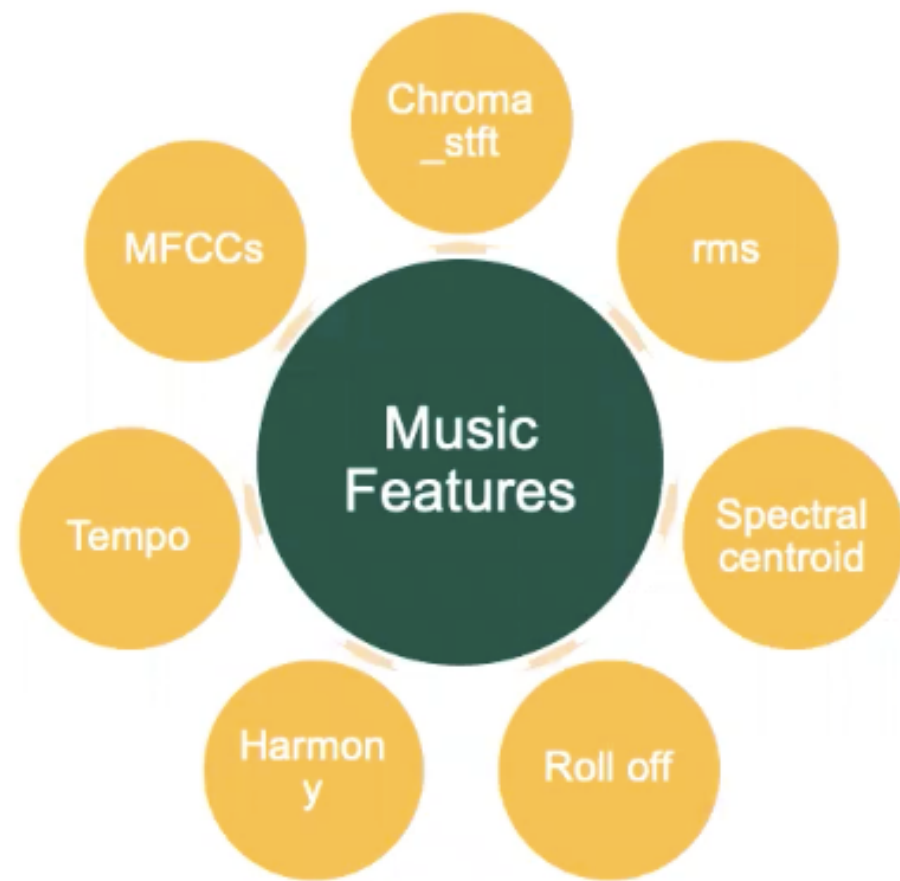 Chroma
_stft
MFCCs
rms
Music
Features
Spectral
centroid
Tempo
Harmon
y
Roll off